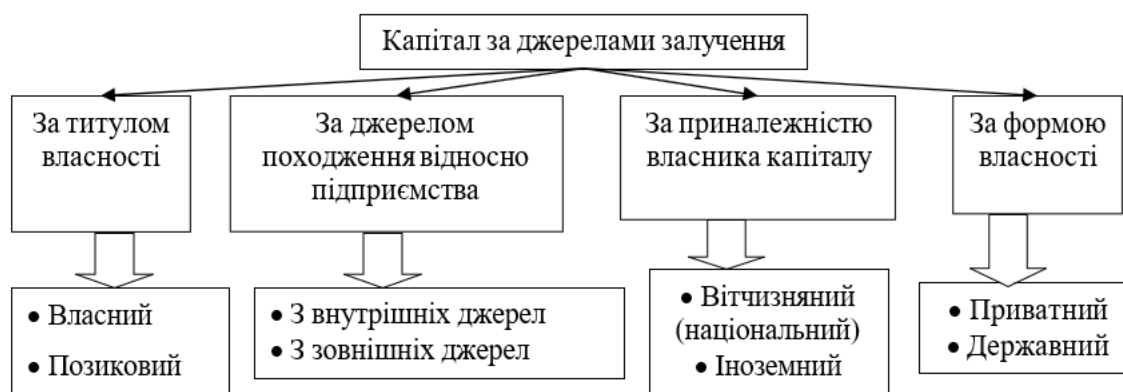 Капітал за джерелами залучення
За титулом
власності
За джерелом
походження відносно
підприємства
За приналежністю
власника капіталу
За формою
власності
• Власний
• Позиковий
• З внутрішніх джерел
• З зовнішніх джерел
• Вітчизняний
(національний)
• Іноземний
• Приватний
• Державний